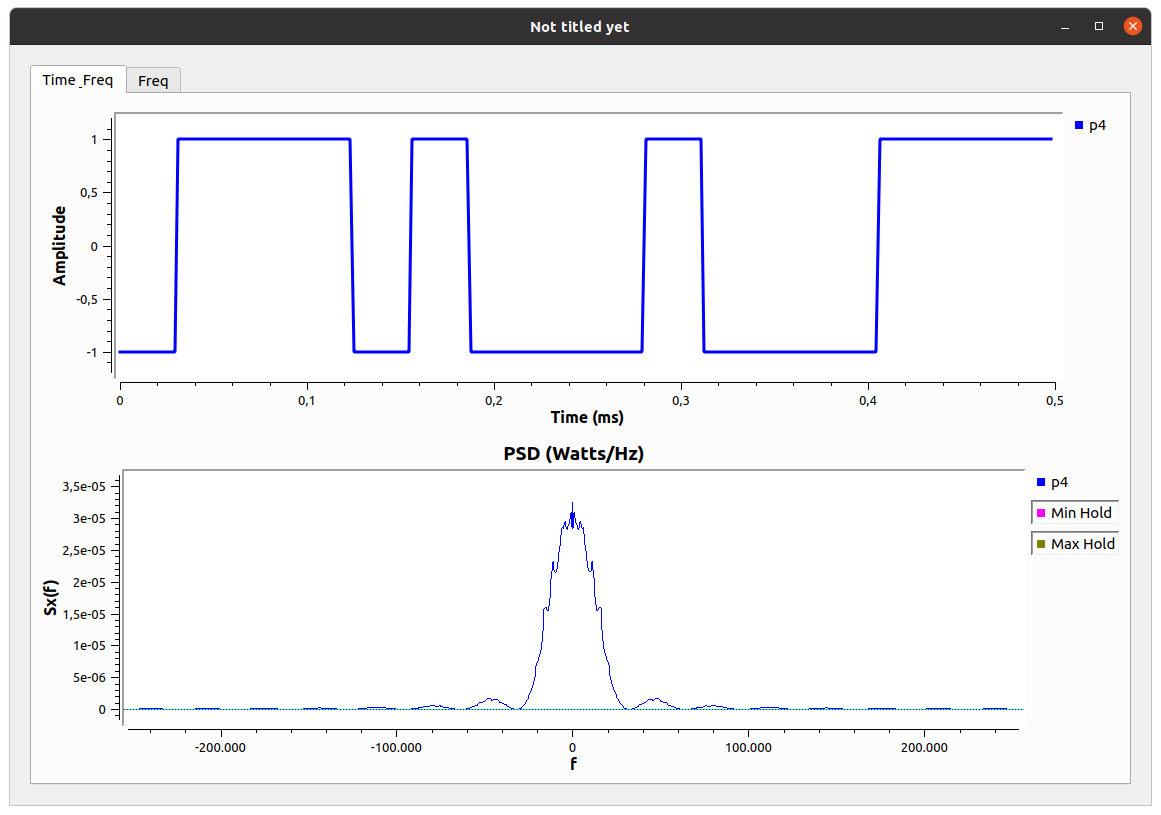 Not titled yet
Time_Freq
Freq
p4
1
0,5
0
-0,5
-1
Amplitude
0 0,1 0,2 0,3 0,4 0,5
Time (ms)
PSD (Watts/Hz)
p4
Min Hold
Max Hold
3,5e-05
3e-05
2,5e-05
2e-05
1,5e-05
1e-05
5e-06
0
Sx(f)
-200.000 -100.000 0 100.000 200.000
f